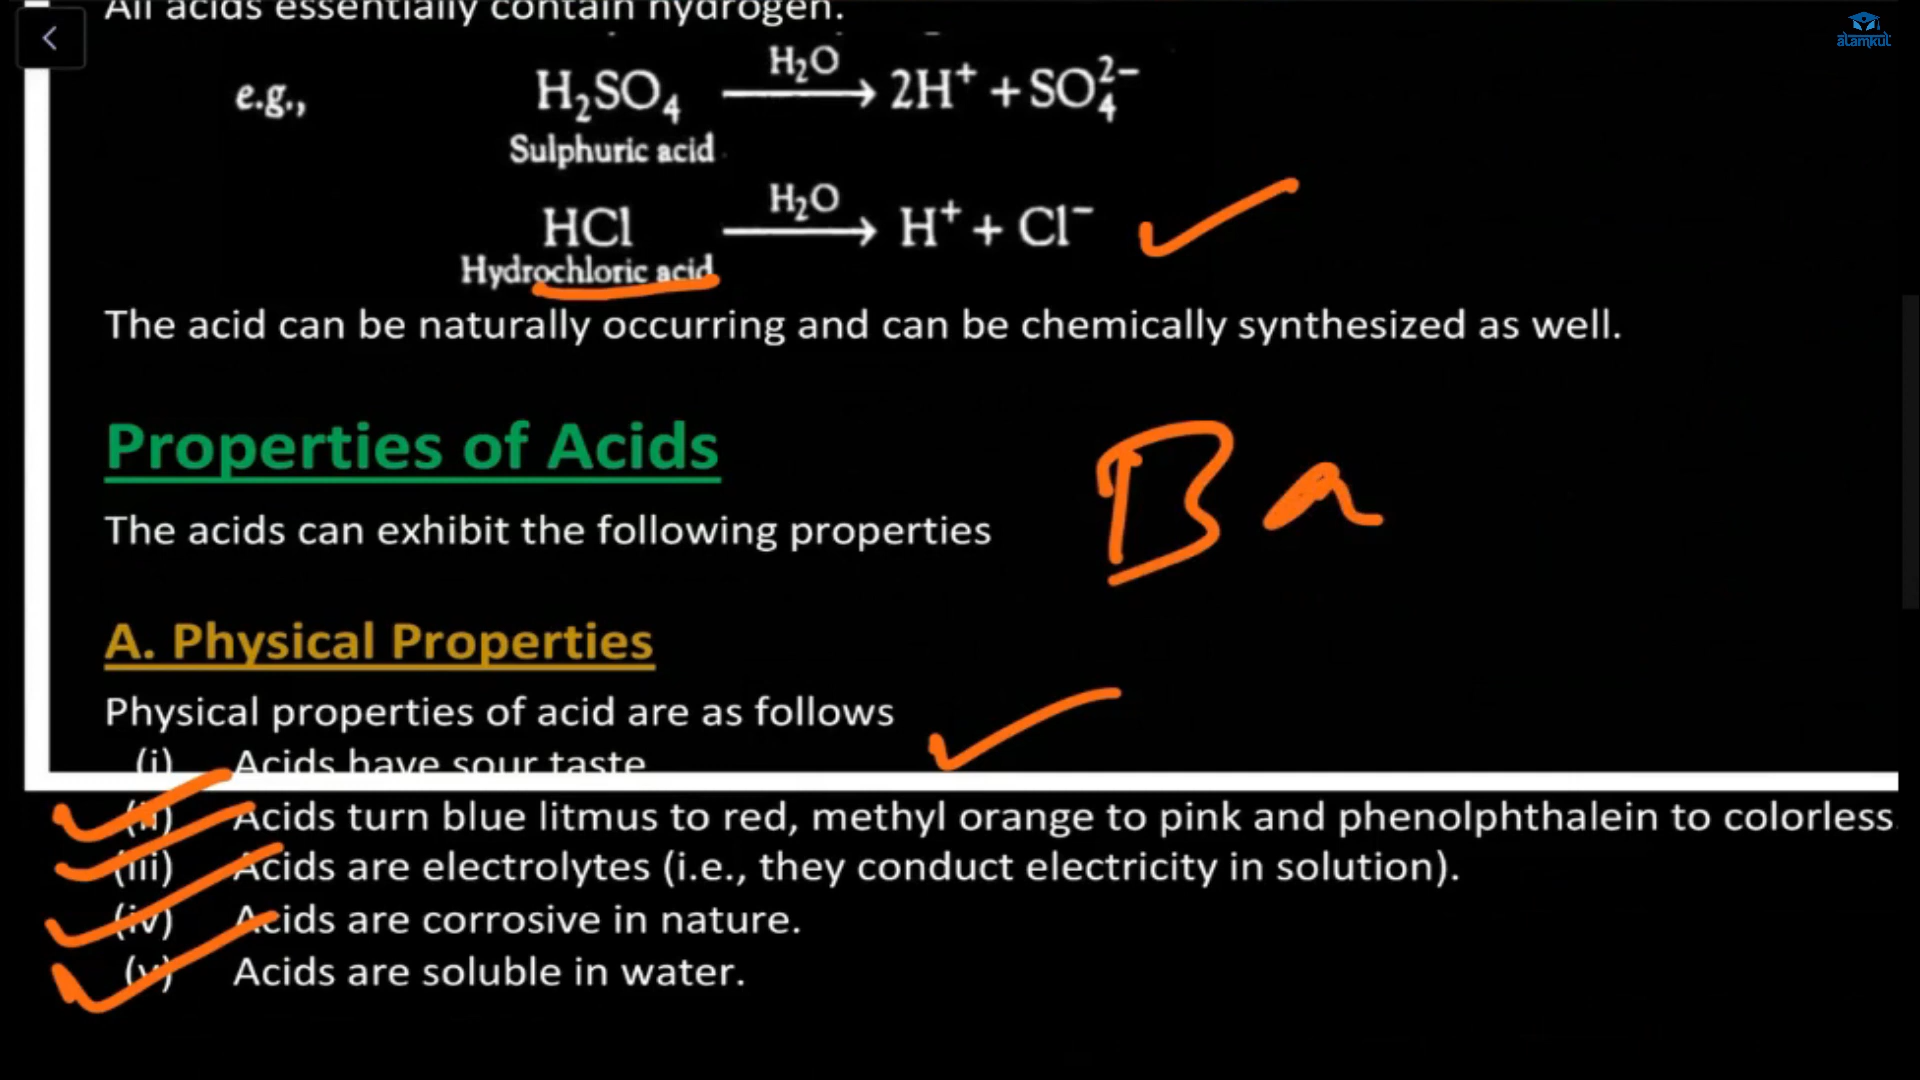 All acids essentially contain hydrogen.
alamkul
e.g., H₂SO₄ —H₂O→ 2H⁺ + SO₄²⁻
Sulphuric acid
HCl —H₂O→ H⁺ + Cl⁻
Hydrochloric acid
The acid can be naturally occurring and can be chemically synthesized as well.
Properties of Acids
Ba
The acids can exhibit the following properties
A. Physical Properties
Physical properties of acid are as follows
(i) Acids have sour taste
(ii) Acids turn blue litmus to red, methyl orange to pink and phenolphthalein to colorless.
(iii) Acids are electrolytes (i.e., they conduct electricity in solution).
(iv) Acids are corrosive in nature.
(v) Acids are soluble in water.